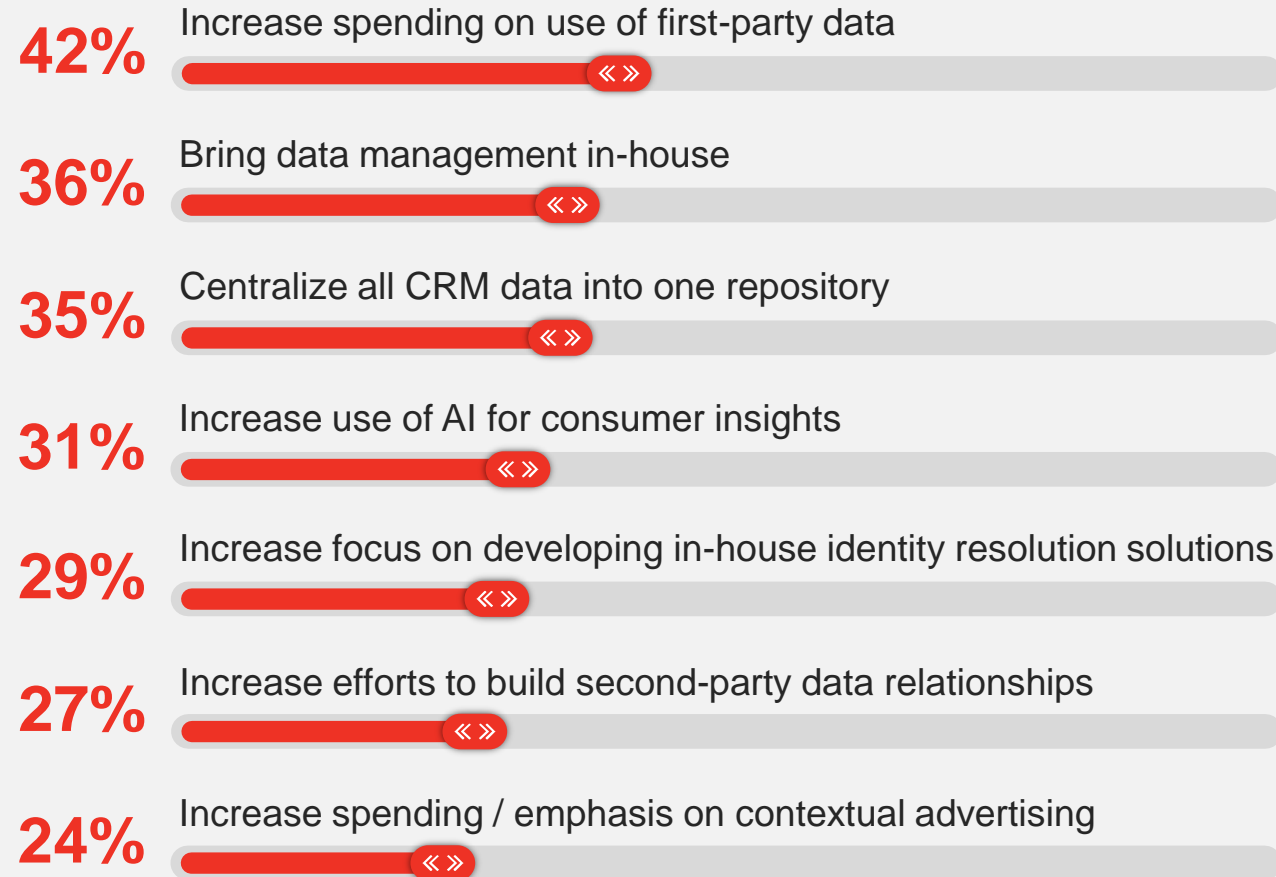 42%
Increase spending on use of first-party data
36%
Bring data management in-house
35%
Centralize all CRM data into one repository
31%
Increase use of AI for consumer insights
29%
Increase focus on developing in-house identity resolution solutions
27%
Increase efforts to build second-party data relationships
24%
Increase spending / emphasis on contextual advertising